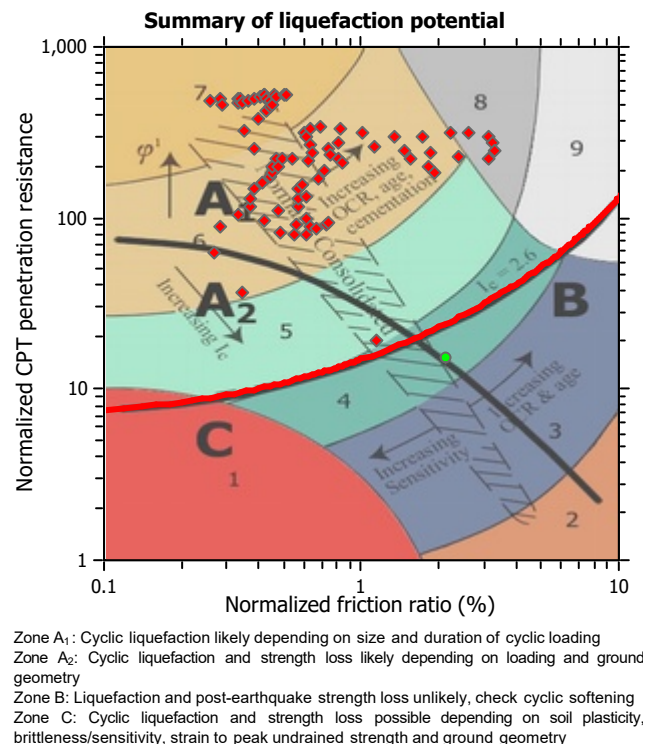 Summary of liquefaction potential
1,000
100
10
1
Normalized CPT penetration resistance
7
8
9
φ¹
A₁
Normally Consolidated
Increasing
OCR, age,
cementation
6
A₂
Increasing Ic
5
Ic = 2.6
B
4
Increasing
OCR & age
3
C
1
Increasing
Sensitivity
2
0.1
1
10
Normalized friction ratio (%)
Zone A₁: Cyclic liquefaction likely depending on size and duration of cyclic loading
Zone A₂: Cyclic liquefaction and strength loss likely depending on loading and ground
geometry
Zone B: Liquefaction and post-earthquake strength loss unlikely, check cyclic softening
Zone C: Cyclic liquefaction and strength loss possible depending on soil plasticity,
brittleness/sensitivity, strain to peak undrained strength and ground geometry